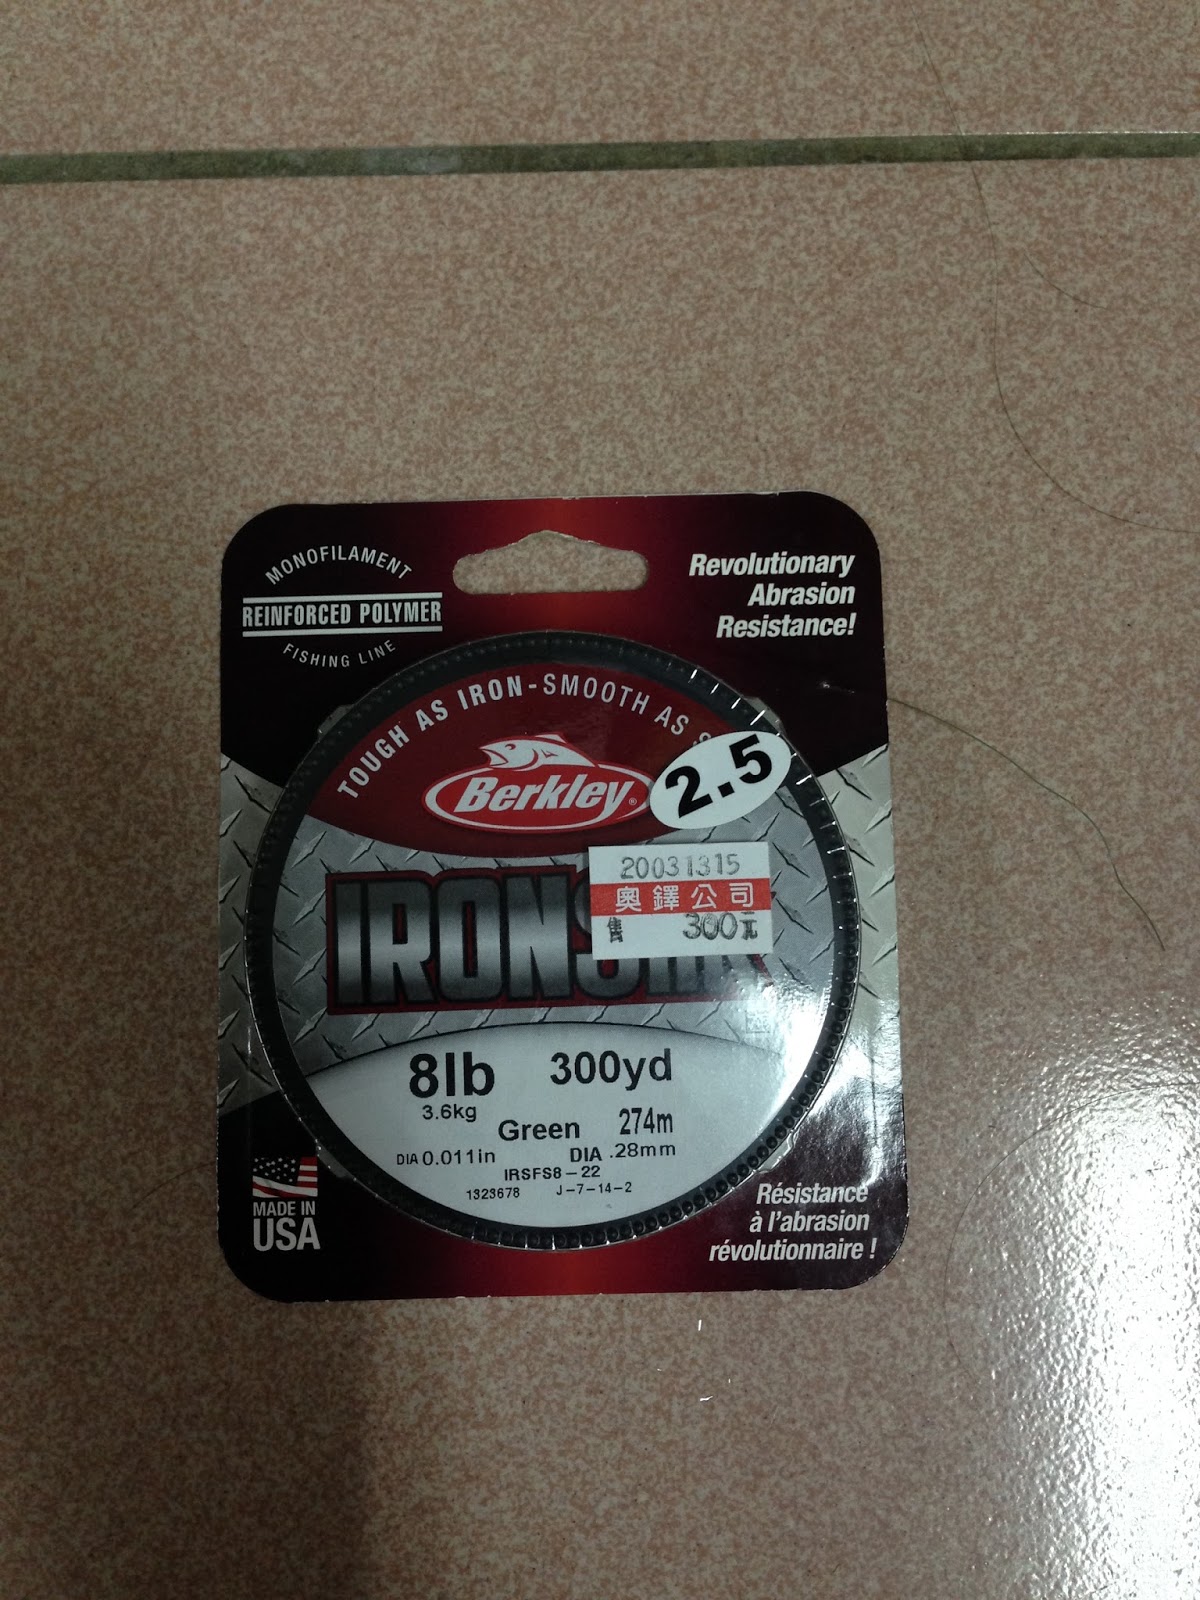 MONOFILAMENT
REINFORCED POLYMER
FISHING LINE
Revolutionary
Abrasion
Resistance!
TOUGH AS IRON-SMOOTH AS
Berkley®
2.5
20031315
奧鐸公司
售 300元
8lb 300yd
3.6kg
Green 274m
DIA 0.011in DIA .28mm
IRSFS8-22
1323678 J-7-14-2
MADE IN
USA
Résistance
à l'abrasion
révolutionnaire !